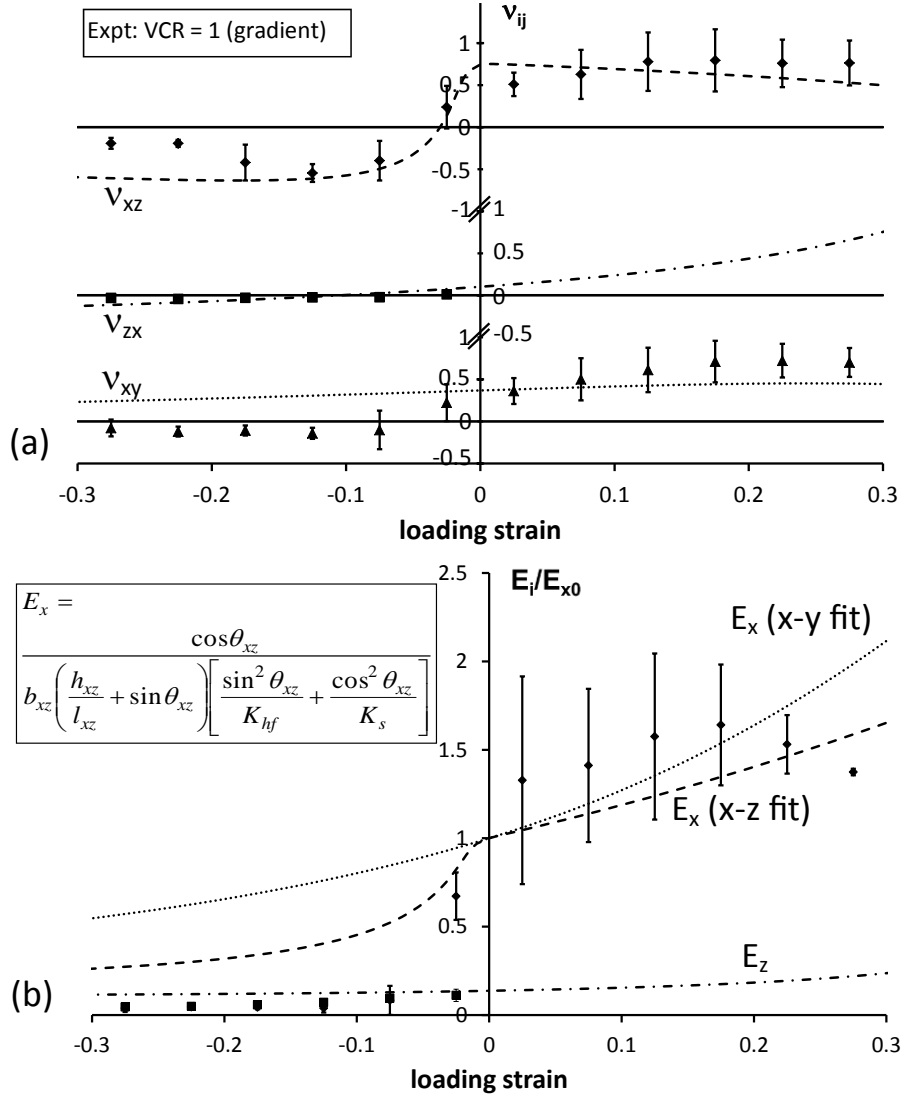 Expt: VCR = 1 (gradient)
ν_ij
1
0.5
0
-0.5
-1
ν_xz
1
0.5
0
-0.5
ν_zx
1
0.5
0
-0.5
ν_xy
(a)
-0.3 -0.2 -0.1 0 0.1 0.2 0.3
loading strain
E_x =
cosθ_xz
b_xz(h_xz/l_xz + sinθ_xz)[sin²θ_xz/K_hf + cos²θ_xz/K_s]
E_i/E_x0
2.5
2
1.5
1
0.5
0
E_x (x-y fit)
E_x (x-z fit)
E_z
(b)
-0.3 -0.2 -0.1 0 0.1 0.2 0.3
loading strain